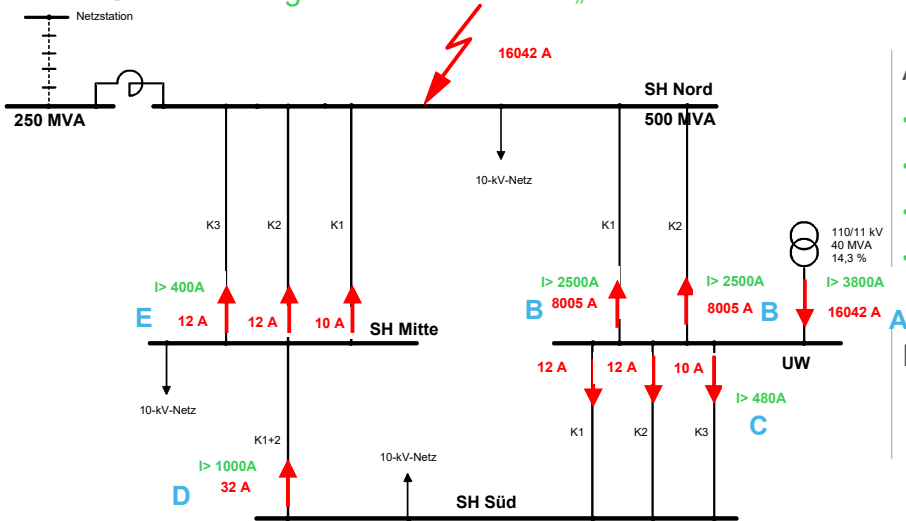 Netzstation
16042 A
SH Nord
250 MVA
500 MVA
10-kV-Netz
K3
K2
K1
K1
K2
110/11 kV
40 MVA
14,3 %
I> 400A
I> 2500A
I> 2500A
I> 3800A
E
12 A
12 A
10 A
B
8005 A
8005 A
B
16042 A
A
SH Mitte
UW
12 A
12 A
10 A
I> 480A
10-kV-Netz
C
K1+2
10-kV-Netz
K1
K2
K3
I> 1000A
D
32 A
SH Süd